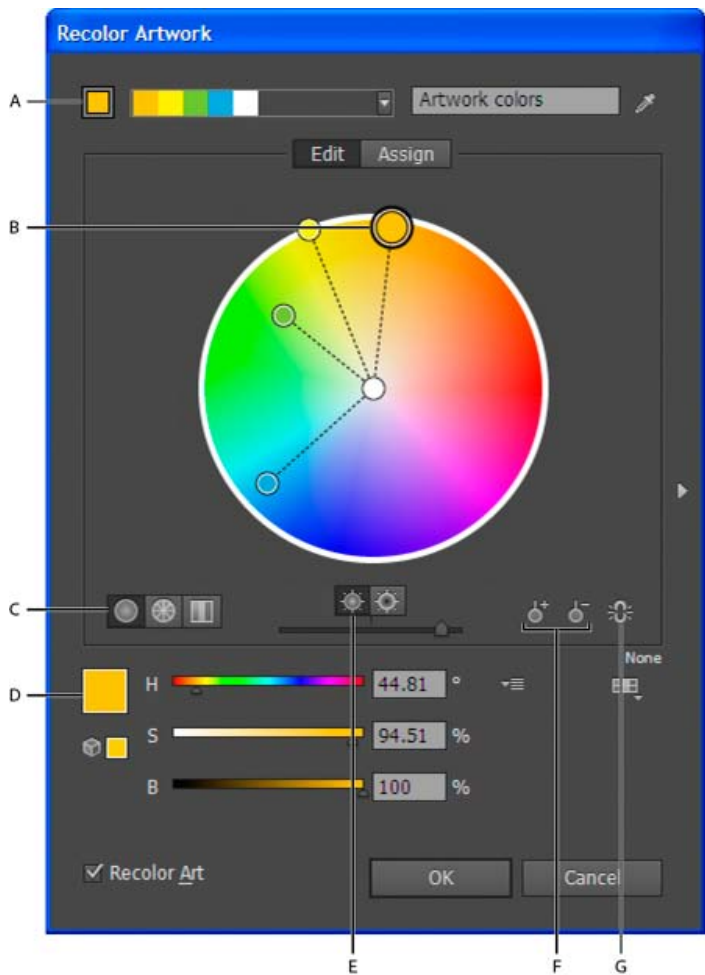 Recolor Artwork
A
Artwork colors
Edit Assign
B
C
None
D
H 44.81 °
S 94.51 %
B 100 %
Recolor Art
OK Cancel
E F G